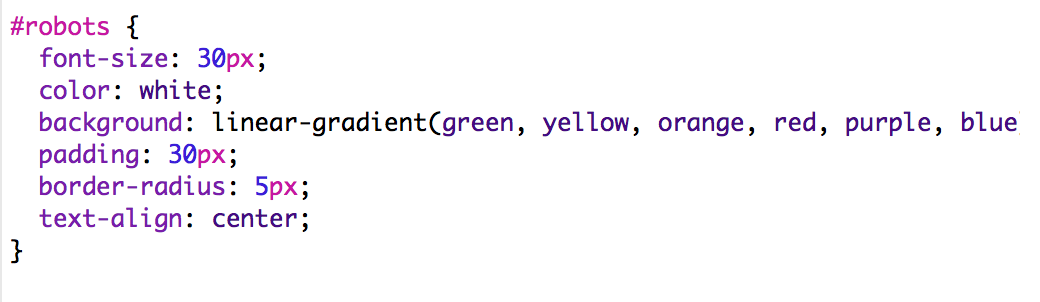 #robots {
  font-size: 30px;
  color: white;
  background: linear-gradient(green, yellow, orange, red, purple, blue
  padding: 30px;
  border-radius: 5px;
  text-align: center;
}